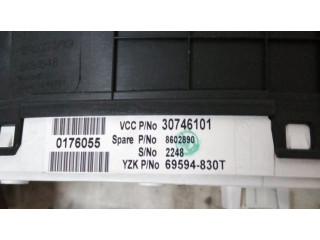 VCC P/No 30746101
0176055 Spare P/No 8602890
S/No 2248
YZK P/No 69594-830T